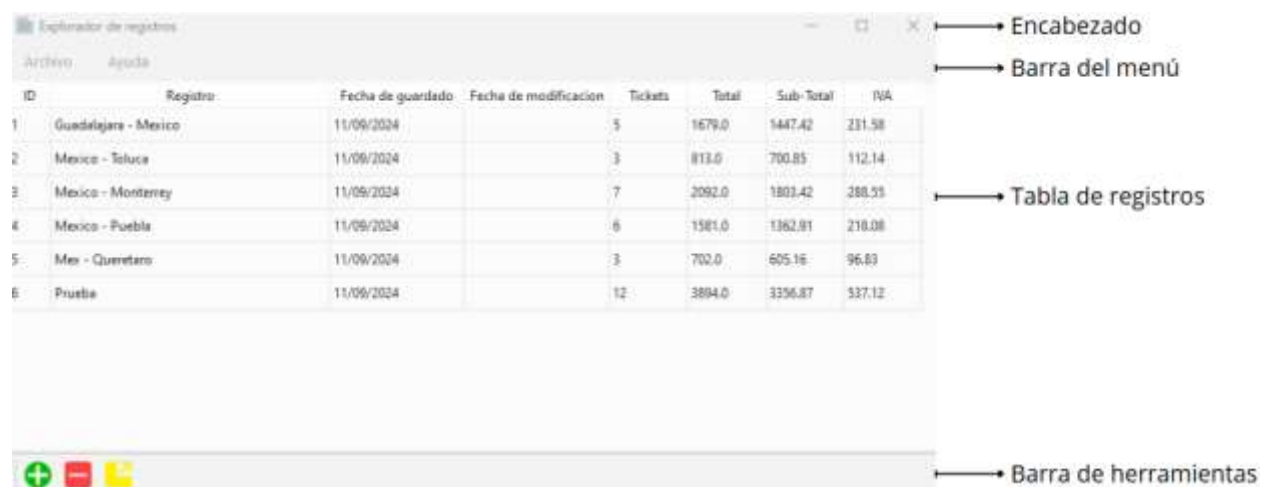 Explorador de registros
Encabezado
Archivo Ayuda
Barra del menú
ID Registro Fecha de guardado Fecha de modificacion Tickets Total Sub-Total IVA
1 Guadalajara - Mexico 11/09/2024 5 1679.0 1447.42 231.58
2 Mexico - Toluca 11/09/2024 3 813.0 700.85 112.14
3 Mexico - Monterrey 11/09/2024 7 2092.0 1803.42 288.55
Tabla de registros
4 Mexico - Puebla 11/09/2024 6 1581.0 1362.91 218.08
5 Mex - Queretaro 11/09/2024 3 702.0 605.16 96.83
6 Prueba 11/09/2024 12 3894.0 3356.87 537.12
Barra de herramientas